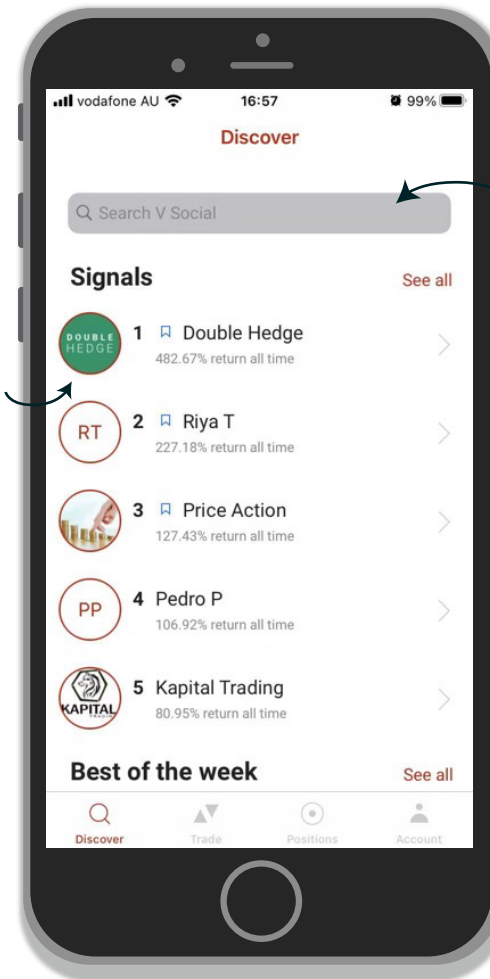 vodafone AU 16:57 99%
Discover
Search V Social
Signals See all
DOUBLE
HEDGE
1 Double Hedge
482.67% return all time
RT
2 Riya T
227.18% return all time
3 Price Action
127.43% return all time
PP
4 Pedro P
106.92% return all time
KAPITAL
TRADING
5 Kapital Trading
80.95% return all time
Best of the week See all
Discover Trade Positions Account